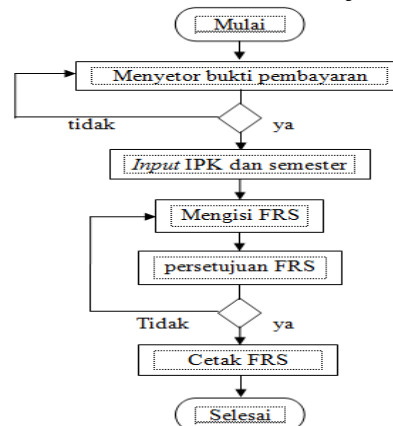 Mulai
Menyetor bukti pembayaran
tidak
ya
Input IPK dan semester
Mengisi FRS
persetujuan FRS
Tidak
ya
Cetak FRS
Selesai